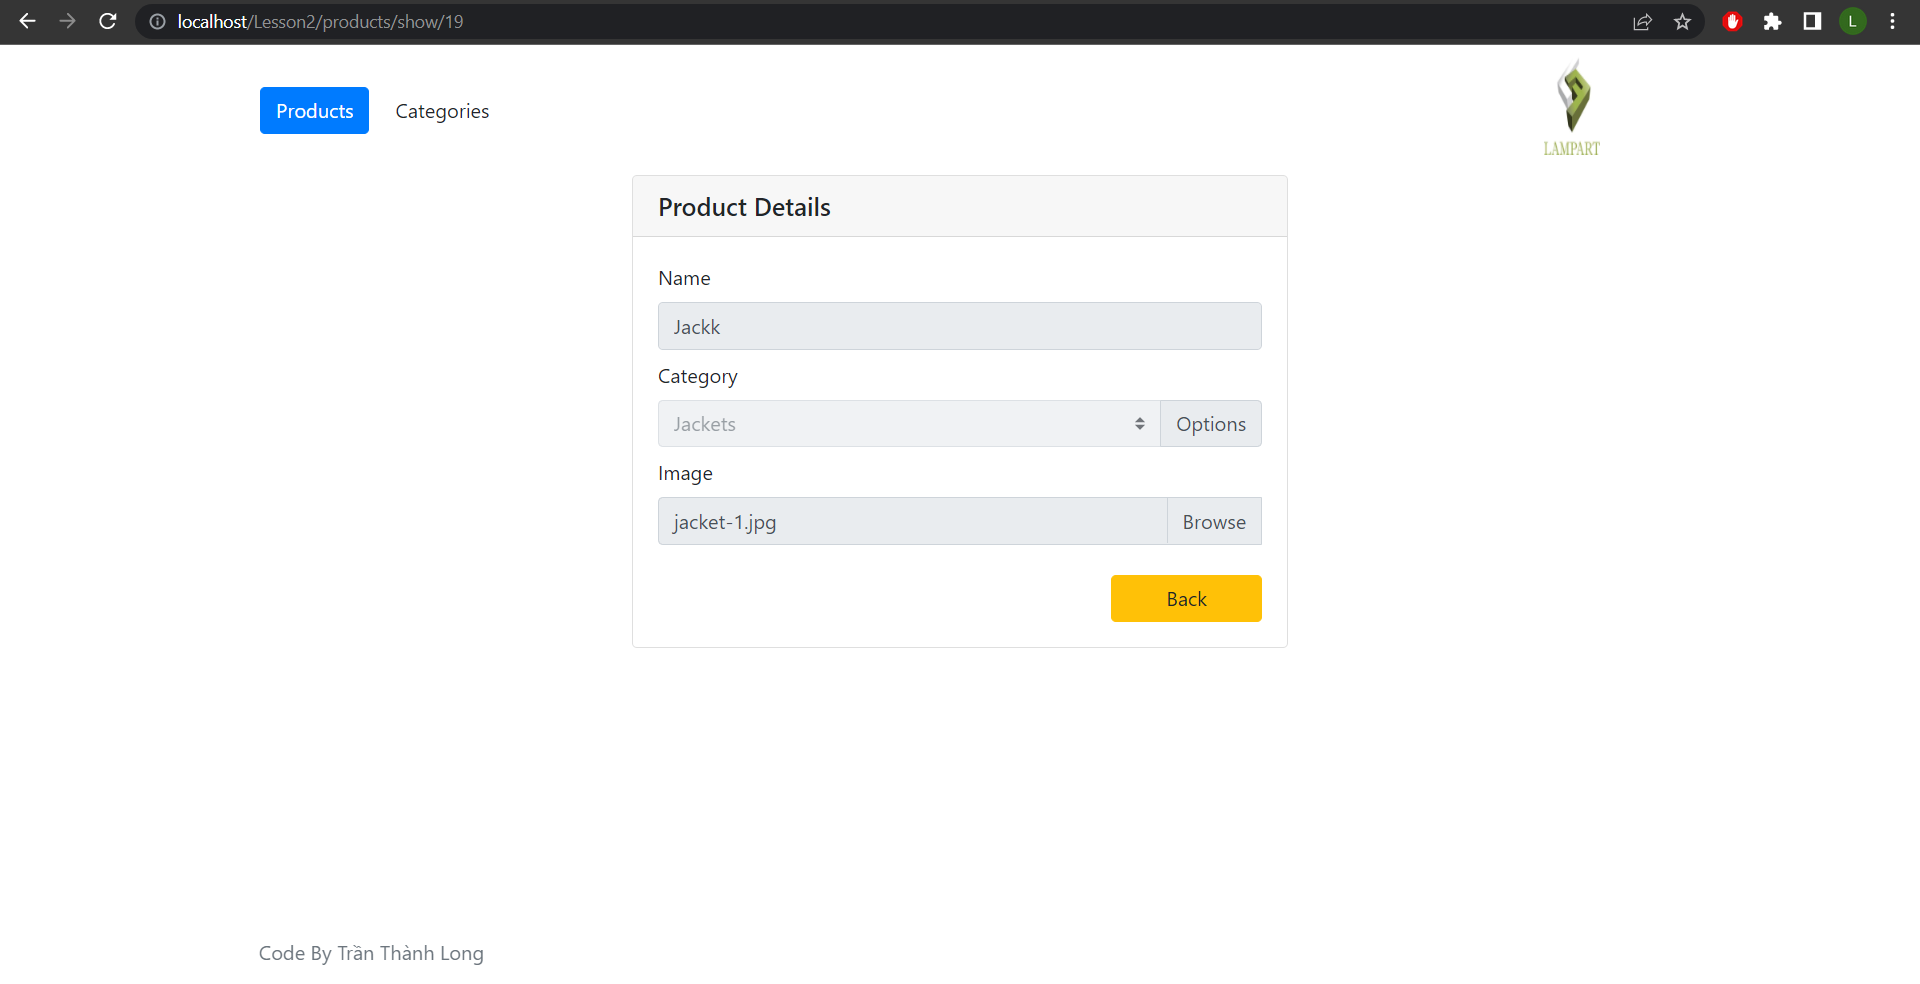 localhost/Lesson2/products/show/19
L
Products
Categories
LAMPART
Product Details
Name
Jackk
Category
Jackets
Options
Image
jacket-1.jpg
Browse
Back
Code By Trần Thành Long